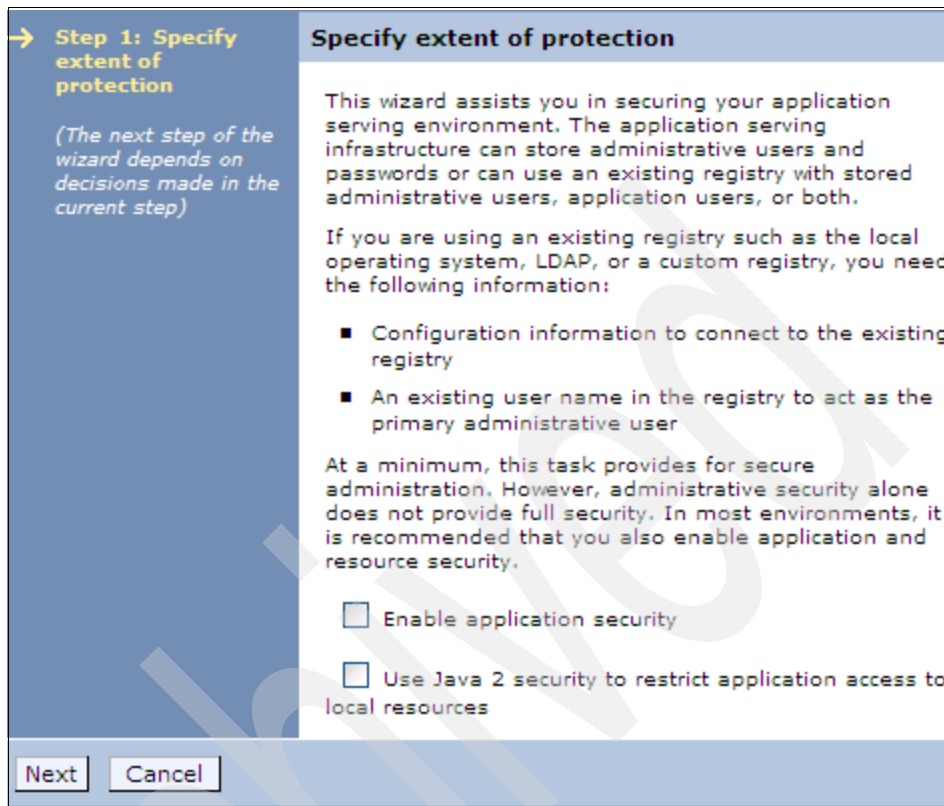 Step 1: Specify
extent of
protection
(The next step of the
wizard depends on
decisions made in the
current step)
Specify extent of protection
This wizard assists you in securing your application
serving environment. The application serving
infrastructure can store administrative users and
passwords or can use an existing registry with stored
administrative users, application users, or both.
If you are using an existing registry such as the local
operating system, LDAP, or a custom registry, you need
the following information:
Configuration information to connect to the existing
registry
An existing user name in the registry to act as the
primary administrative user
At a minimum, this task provides for secure
administration. However, administrative security alone
does not provide full security. In most environments, it
is recommended that you also enable application and
resource security.
Enable application security
Use Java 2 security to restrict application access to
local resources
Next Cancel
hived